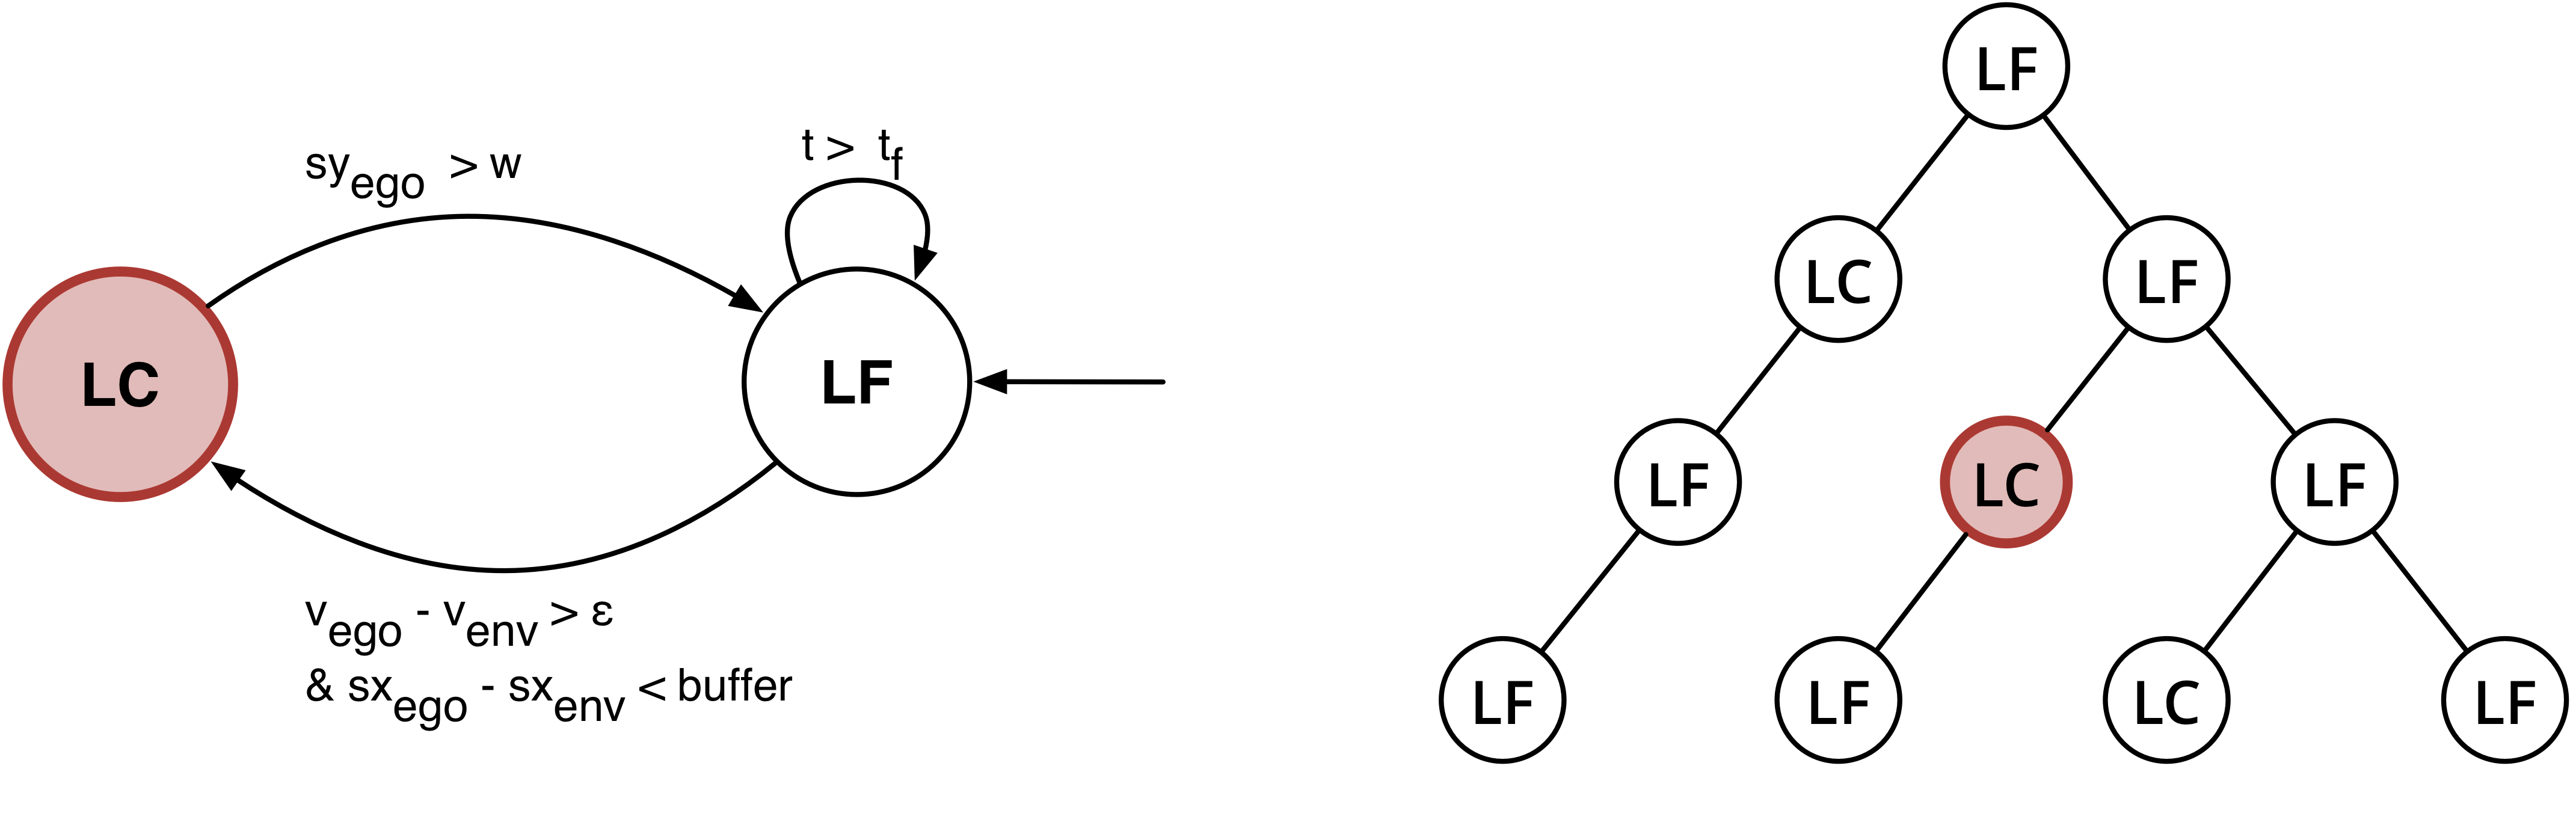 sy_ego > w
t > t_f
LC
LF
v_ego - v_env > ε
& sx_ego - sx_env < buffer
LF
LC
LF
LF
LC
LF
LF
LF
LC
LF